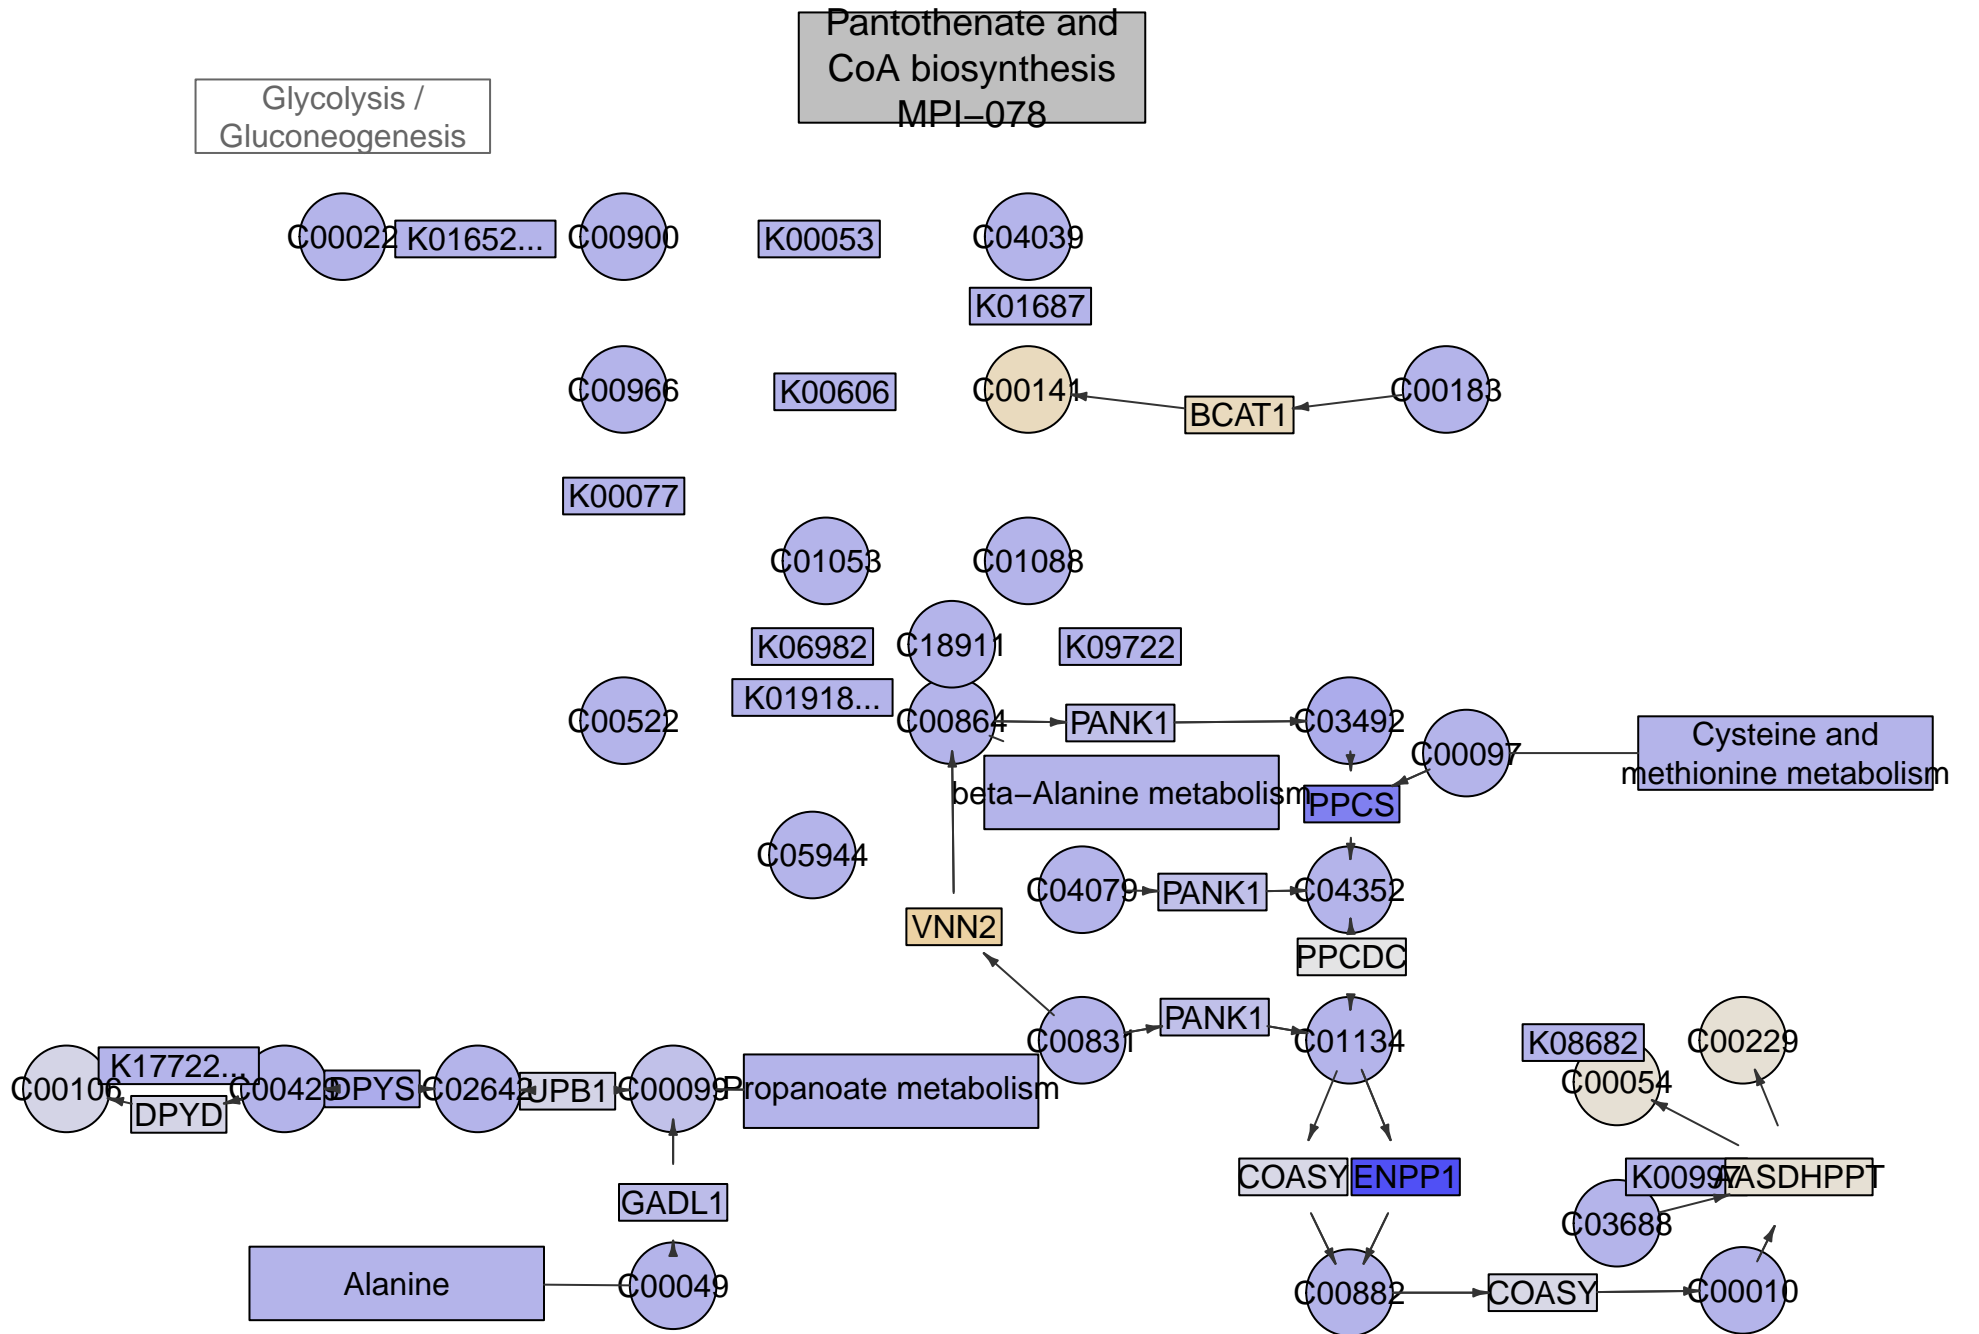 Pantothenate and
CoA biosynthesis
MPI−078
Glycolysis /
Gluconeogenesis
C00022
K01652...
C00900
K00053
C04039
K01687
C00966
K00606
C00141
BCAT1
C00183
K00077
C01053
C01088
K06982
C18911
K09722
K01918...
C00522
C00864
PANK1
C03492
C00097
Cysteine and
methionine metabolism
beta−Alanine metabolism
PPCS
C05944
C04079
PANK1
C04352
VNN2
PPCDC
C00831
PANK1
C01134
K08682
C00229
C00054
K17722...
C00106
DPYD
C00429
DPYS
C02642
UPB1
C00099
Propanoate metabolism
COASY
ENPP1
K00997
AASDHPPT
GADL1
C03688
Alanine
C00049
C00882
COASY
C00010